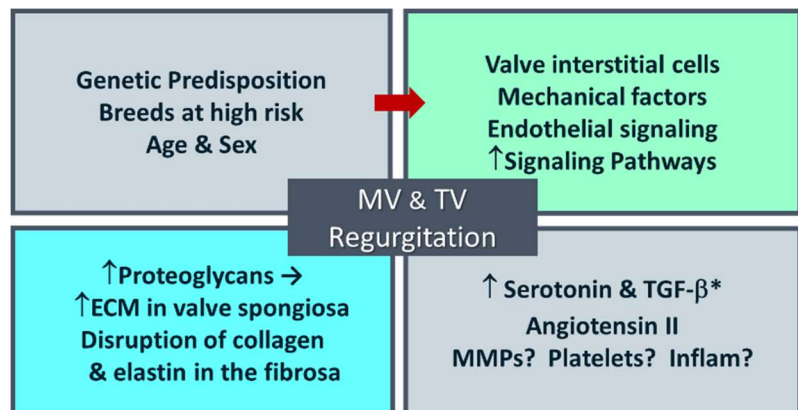 Genetic Predisposition
Breeds at high risk
Age & Sex
Valve interstitial cells
Mechanical factors
Endothelial signaling
↑Signaling Pathways
MV & TV
Regurgitation
↑Proteoglycans →
↑ECM in valve spongiosa
Disruption of collagen
& elastin in the fibrosa
↑ Serotonin & TGF-β*
Angiotensin II
MMPs? Platelets? Inflam?